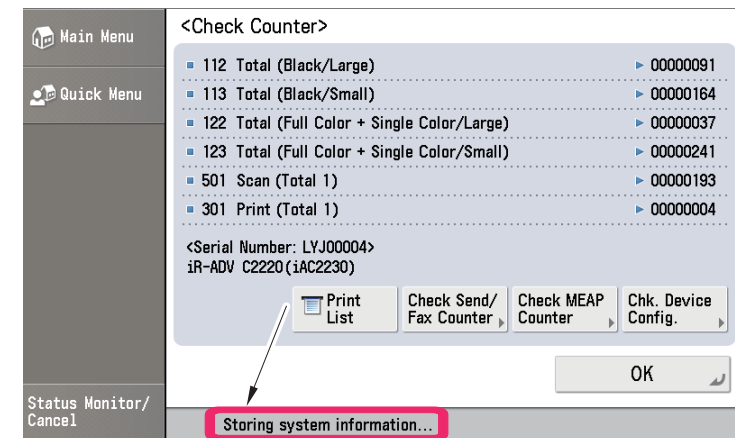 Main Menu
<Check Counter>
112 Total (Black/Large) 00000091
Quick Menu
113 Total (Black/Small) 00000164
122 Total (Full Color + Single Color/Large) 00000037
123 Total (Full Color + Single Color/Small) 00000241
501 Scan (Total 1) 00000193
301 Print (Total 1) 00000004
<Serial Number: LYJ00004>
iR-ADV C2220(iAC2230)
Print
List
Check Send/
Fax Counter
Check MEAP
Counter
Chk. Device
Config.
OK
Status Monitor/
Cancel
Storing system information...